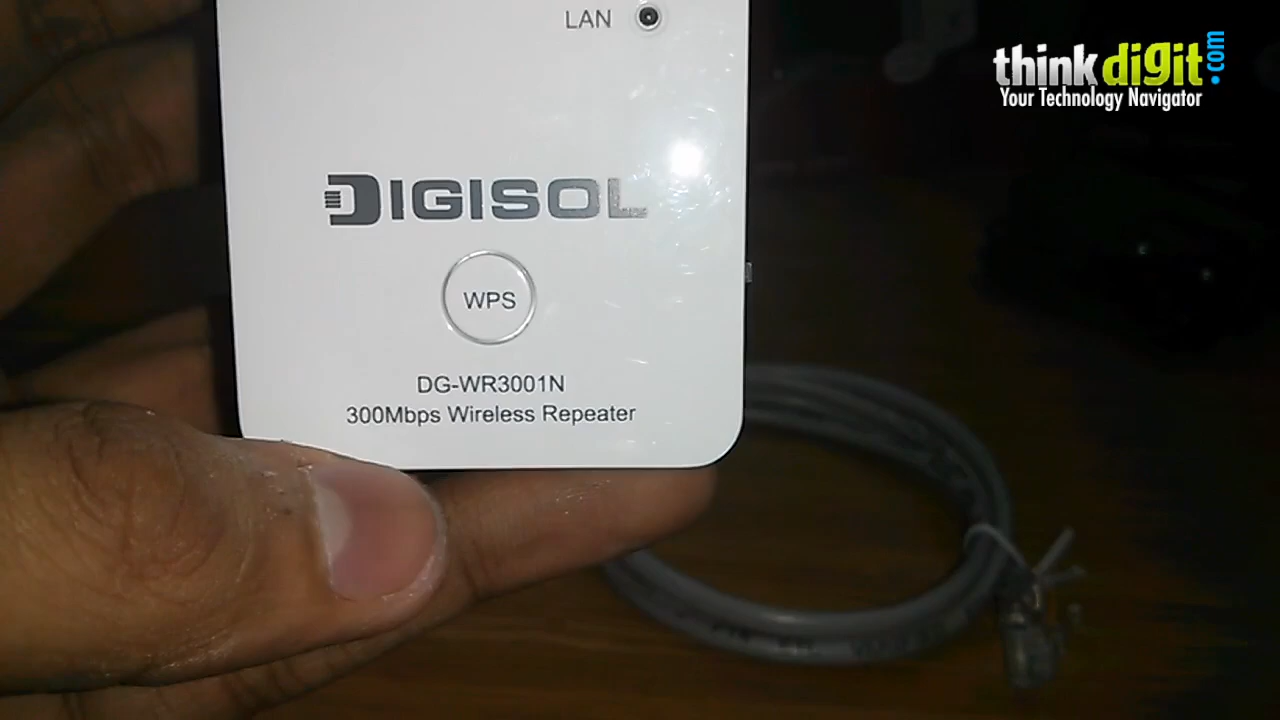 LAN
thinkdigit.com
Your Technology Navigator
DIGISOL
WPS
DG-WR3001N
300Mbps Wireless Repeater